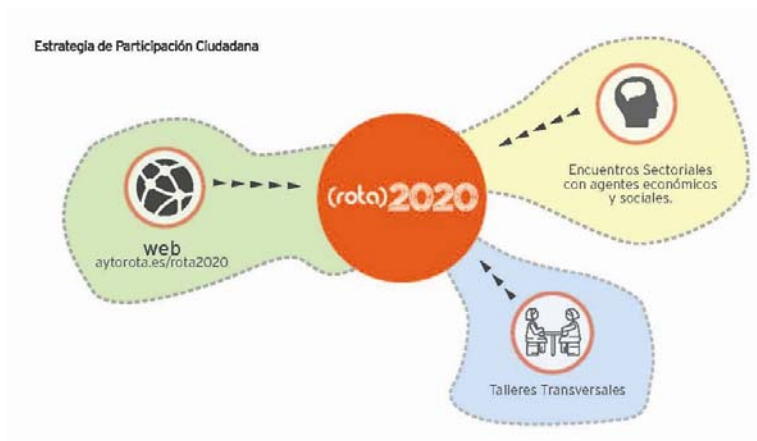 Estrategia de Participación Ciudadana
Encuentros Sectoriales
con agentes económicos
y sociales.
(rota)2020
web
aytorota.es/rota2020
Talleres Transversales